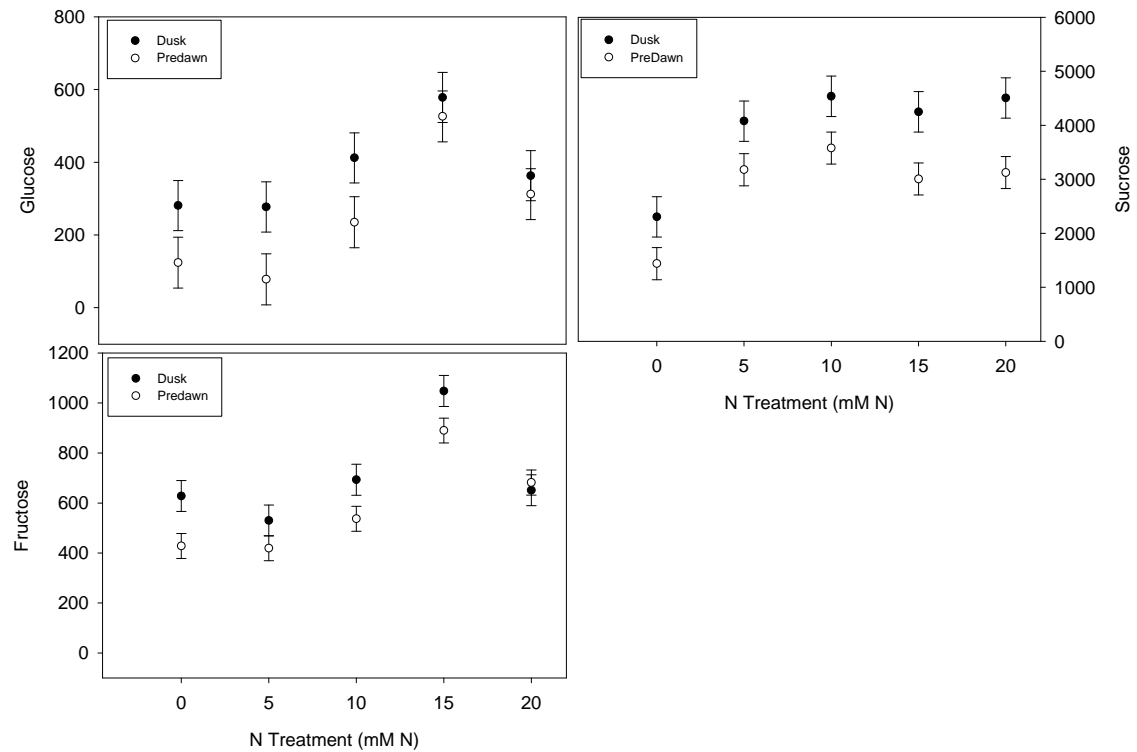 800
600
400
200
0
Glucose
Dusk
Predawn
6000
5000
4000
3000
2000
1000
0
Sucrose
Dusk
PreDawn
0 5 10 15 20
N Treatment (mM N)
1200
1000
800
600
400
200
0
Fructose
Dusk
Predawn
0 5 10 15 20
N Treatment (mM N)